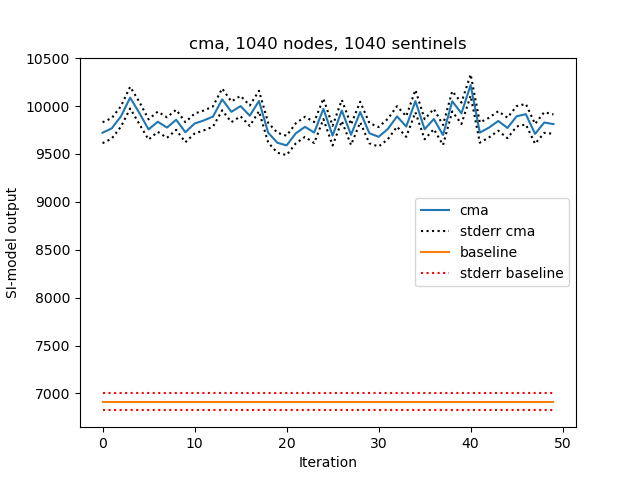 cma, 1040 nodes, 1040 sentinels
10500
10000
9500
9000
8500
8000
7500
7000
SI-model output
cma
stderr cma
baseline
stderr baseline
0
10
20
30
40
50
Iteration